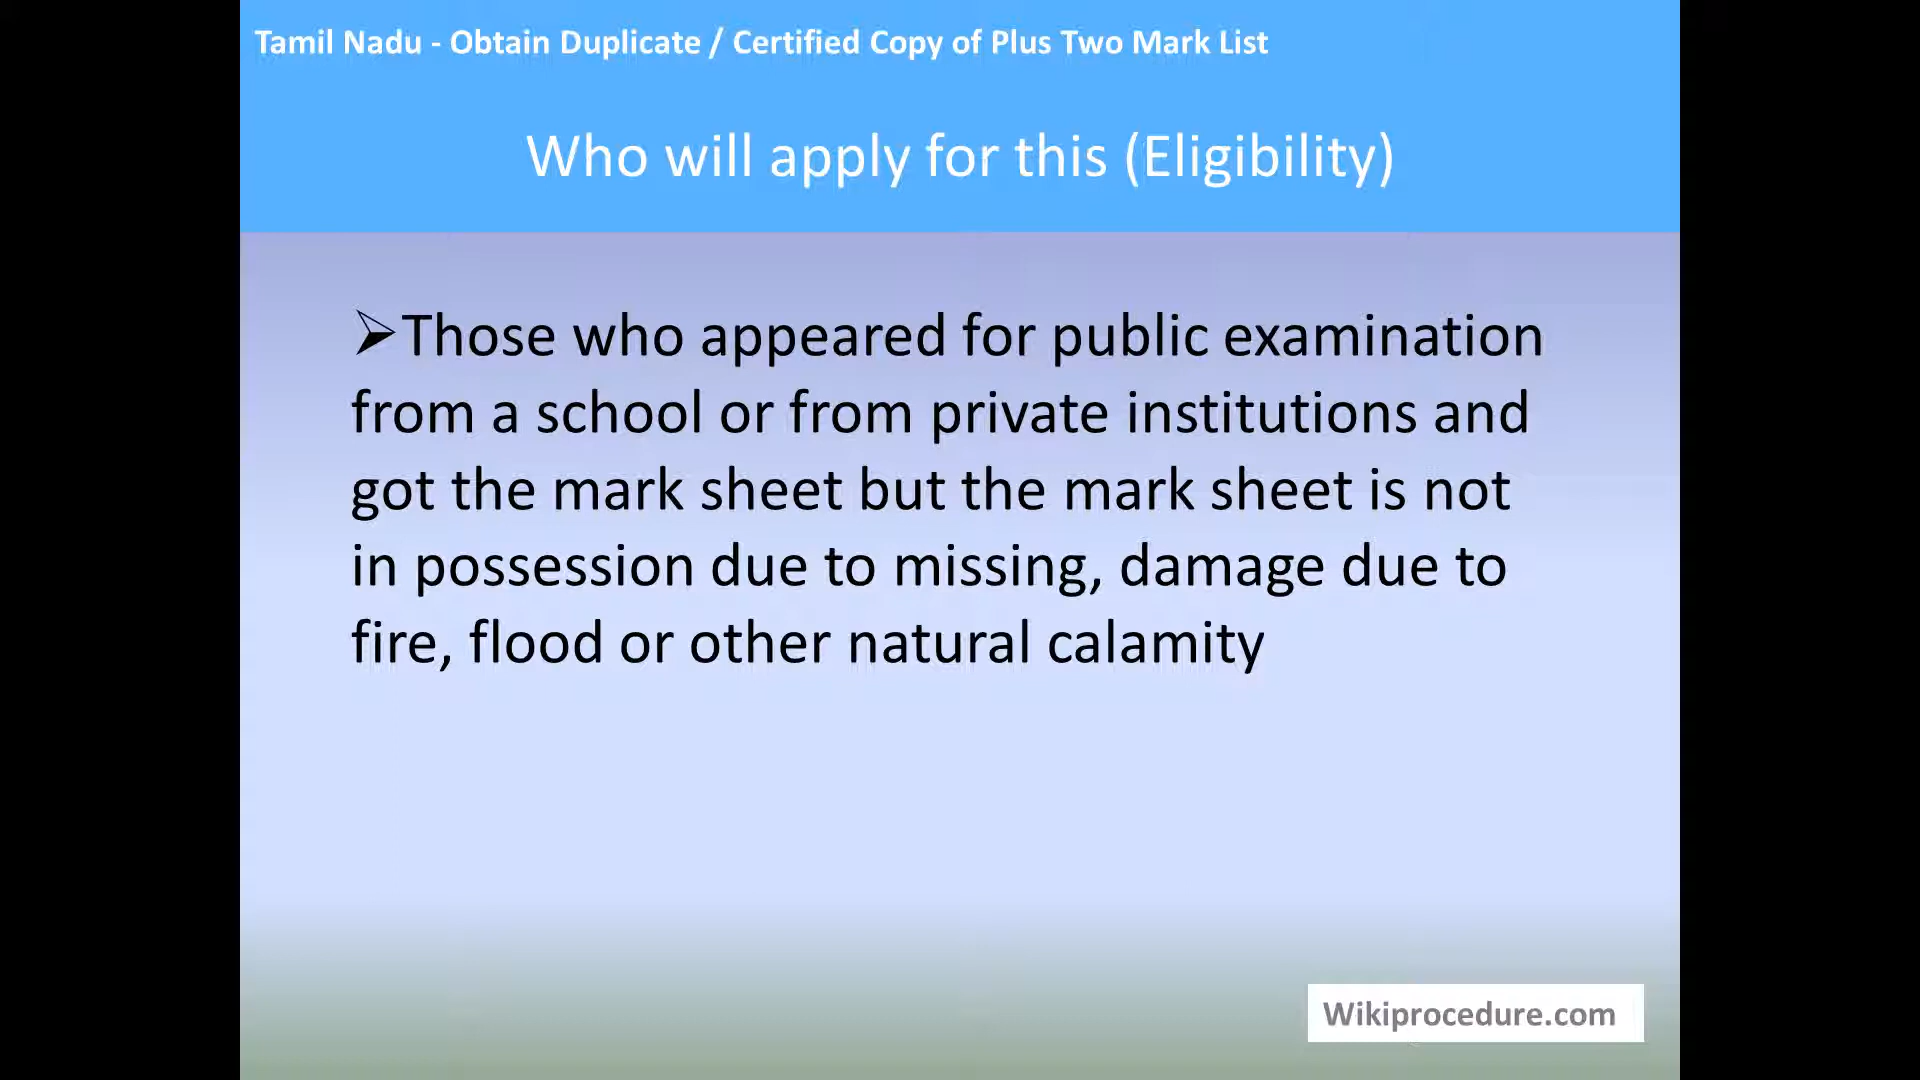 Tamil Nadu - Obtain Duplicate / Certified Copy of Plus Two Mark List
Who will apply for this (Eligibility)
➢Those who appeared for public examination
from a school or from private institutions and
got the mark sheet but the mark sheet is not
in possession due to missing, damage due to
fire, flood or other natural calamity
Wikiprocedure.com